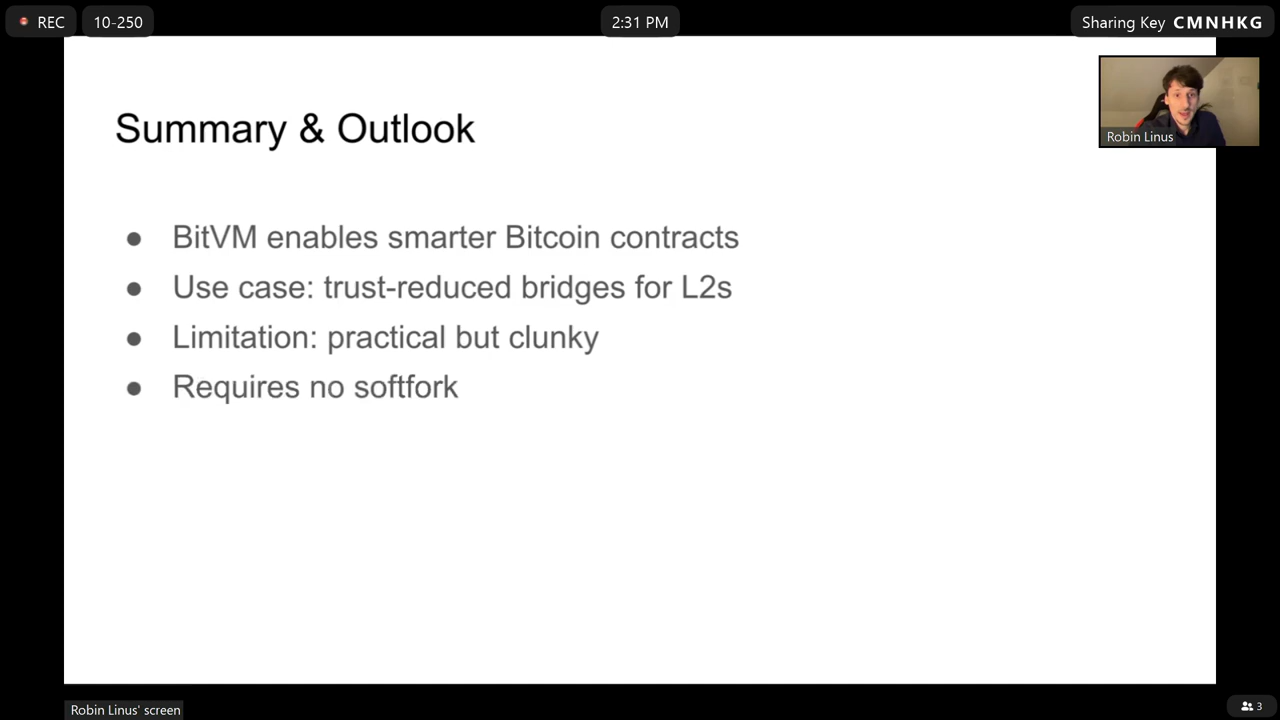 REC
10-250
2:31 PM
Sharing Key CMNHKG
Robin Linus
Summary & Outlook
● BitVM enables smarter Bitcoin contracts
● Use case: trust-reduced bridges for L2s
● Limitation: practical but clunky
● Requires no softfork
Robin Linus' screen
3